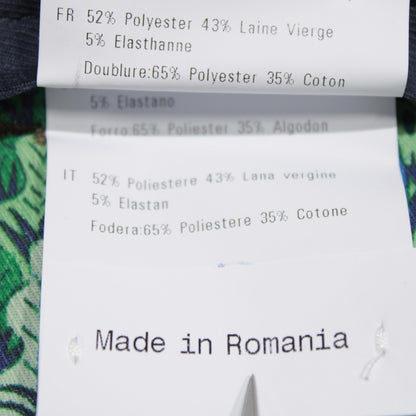 FR 52% Polyester 43% Laine Vierge
5% Elasthanne
Doublure:65% Polyester 35% Coton
5% Elastano
Forro:65% Poliester 35% Algodon
IT 52% Poliestere 43% Lana vergine
5% Elastan
Fodera:65% Poliestere 35% Cotone
Made in Romania